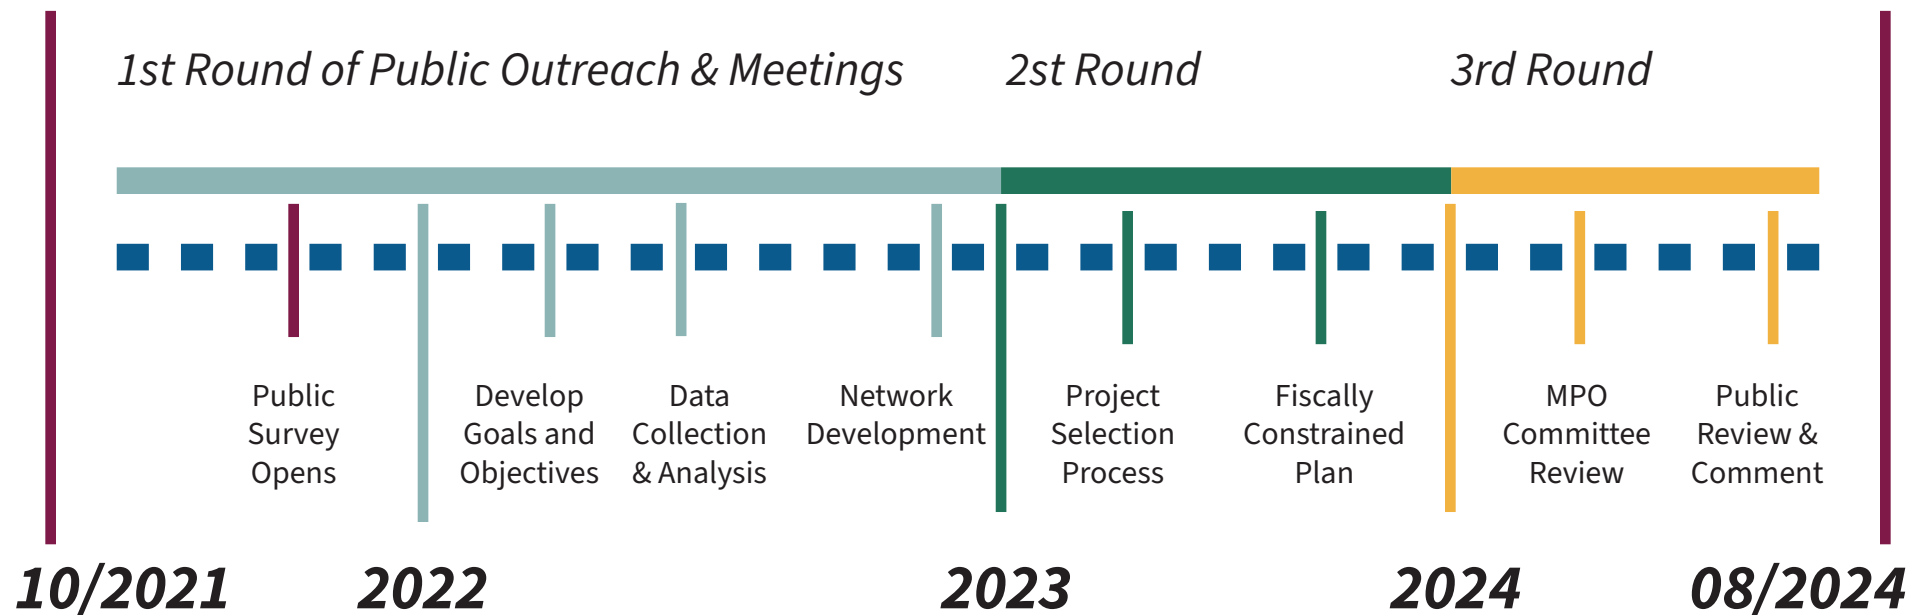 1st Round of Public Outreach & Meetings
2st Round
3rd Round
Public
Survey
Opens
Develop
Goals and
Objectives
Data
Collection
& Analysis
Network
Development
Project
Selection
Process
Fiscally
Constrained
Plan
MPO
Committee
Review
Public
Review &
Comment
10/2021
2022
2023
2024
08/2024